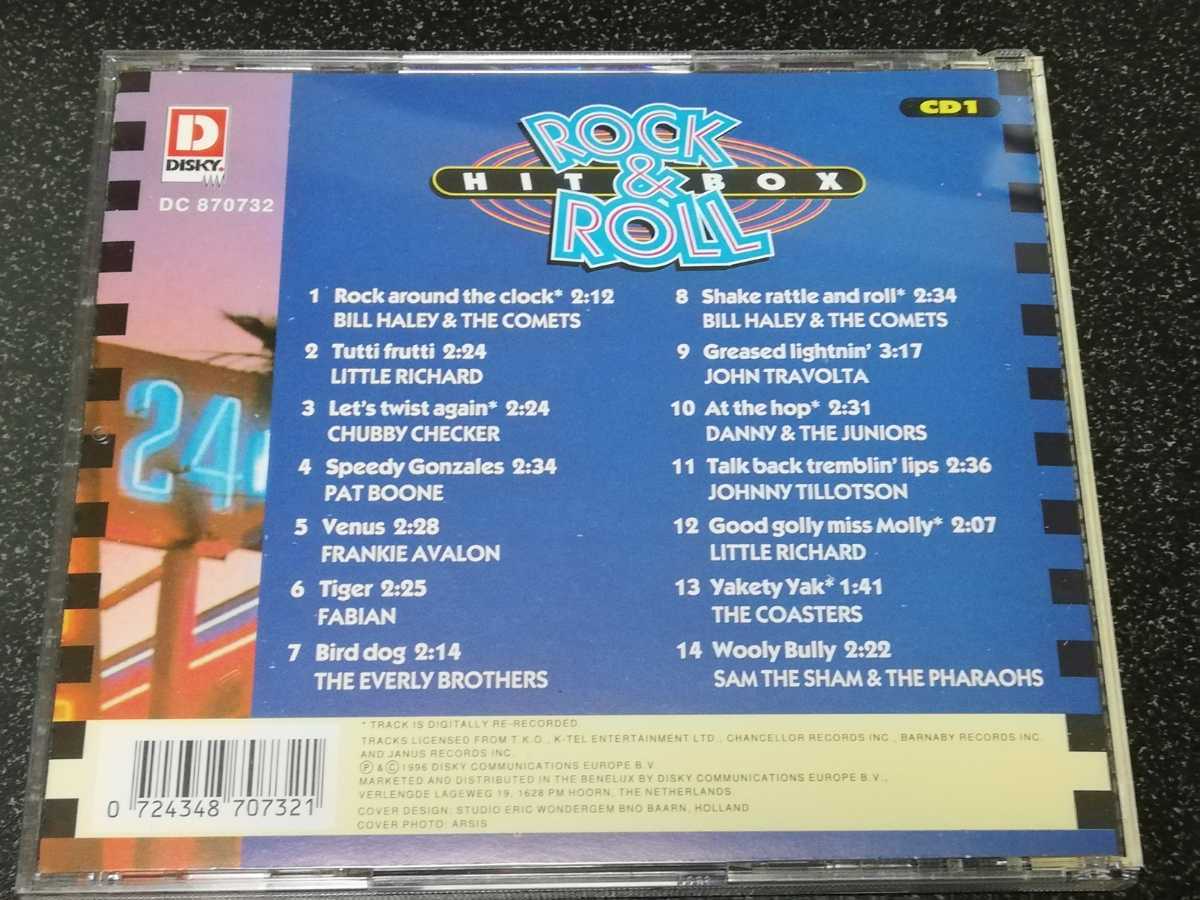 D
DISKY
DC 870732
CD1
ROCK
HIT & BOX
ROLL
1 Rock around the clock* 2:12
BILL HALEY & THE COMETS
2 Tutti frutti 2:24
LITTLE RICHARD
3 Let's twist again* 2:24
CHUBBY CHECKER
4 Speedy Gonzales 2:34
PAT BOONE
5 Venus 2:28
FRANKIE AVALON
6 Tiger 2:25
FABIAN
7 Bird dog 2:14
THE EVERLY BROTHERS
8 Shake rattle and roll* 2:34
BILL HALEY & THE COMETS
9 Greased lightnin' 3:17
JOHN TRAVOLTA
10 At the hop* 2:31
DANNY & THE JUNIORS
11 Talk back tremblin' lips 2:36
JOHNNY TILLOTSON
12 Good golly miss Molly* 2:07
LITTLE RICHARD
13 Yakety Yak* 1:41
THE COASTERS
14 Wooly Bully 2:22
SAM THE SHAM & THE PHARAOHS
24
* TRACK IS DIGITALLY RE-RECORDED.
TRACKS LICENSED FROM T.K.O., K-TEL ENTERTAINMENT LTD., CHANCELLOR RECORDS INC., BARNABY RECORDS INC.
AND JANUS RECORDS INC.
Ⓟ & © 1996 DISKY COMMUNICATIONS EUROPE B.V.
MARKETED AND DISTRIBUTED IN THE BENELUX BY DISKY COMMUNICATIONS EUROPE B.V.,
VERLENGDE LAGEWEG 19, 1628 PM HOORN, THE NETHERLANDS.
COVER DESIGN: STUDIO ERIC WONDERGEM BNO BAARN, HOLLAND
COVER PHOTO: ARSIS
0 724348 707321